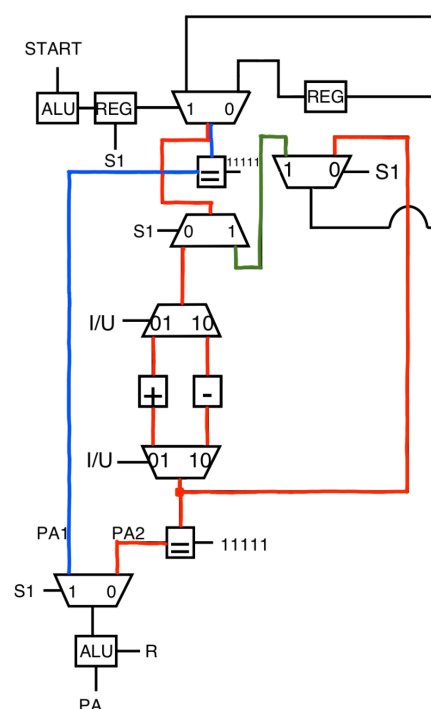 START
ALU REG 1 0 REG
S1 11111 = 1 0 S1
S1 0 1
I/U 01 10
+ -
I/U 01 10
PA1 PA2 = 11111
S1 1 0
ALU R
PA